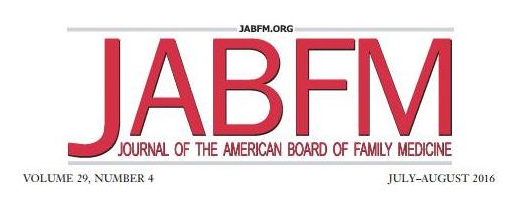 JABFM.ORG
JABFM
JOURNAL OF THE AMERICAN BOARD OF FAMILY MEDICINE
VOLUME 29, NUMBER 4 JULY–AUGUST 2016